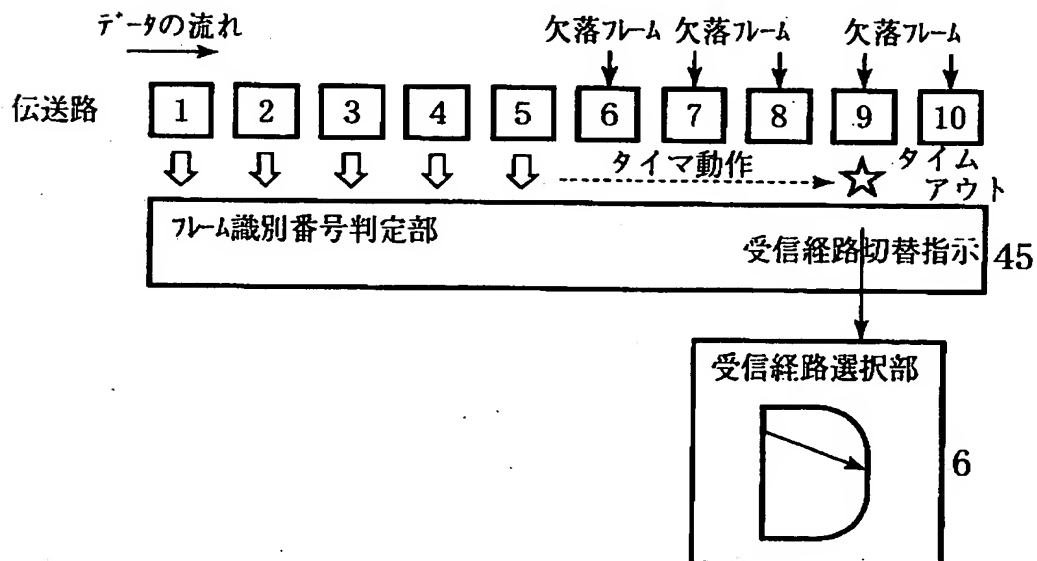 データの流れ
欠落フレーム 欠落フレーム 欠落フレーム
伝送路 1 2 3 4 5 6 7 8 9 10
タイマ動作 タイム
アウト
フレーム識別番号判定部
受信経路切替指示 45
受信経路選択部
6